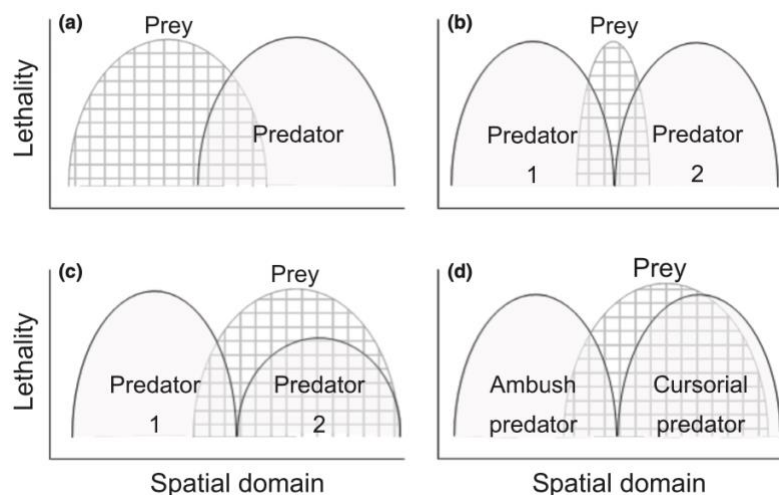 (a)
Prey
Lethality
Predator
(b)
Prey
Predator
1
Predator
2
(c)
Prey
Lethality
Predator
1
Predator
2
Spatial domain
(d)
Prey
Ambush
predator
Cursorial
predator
Spatial domain